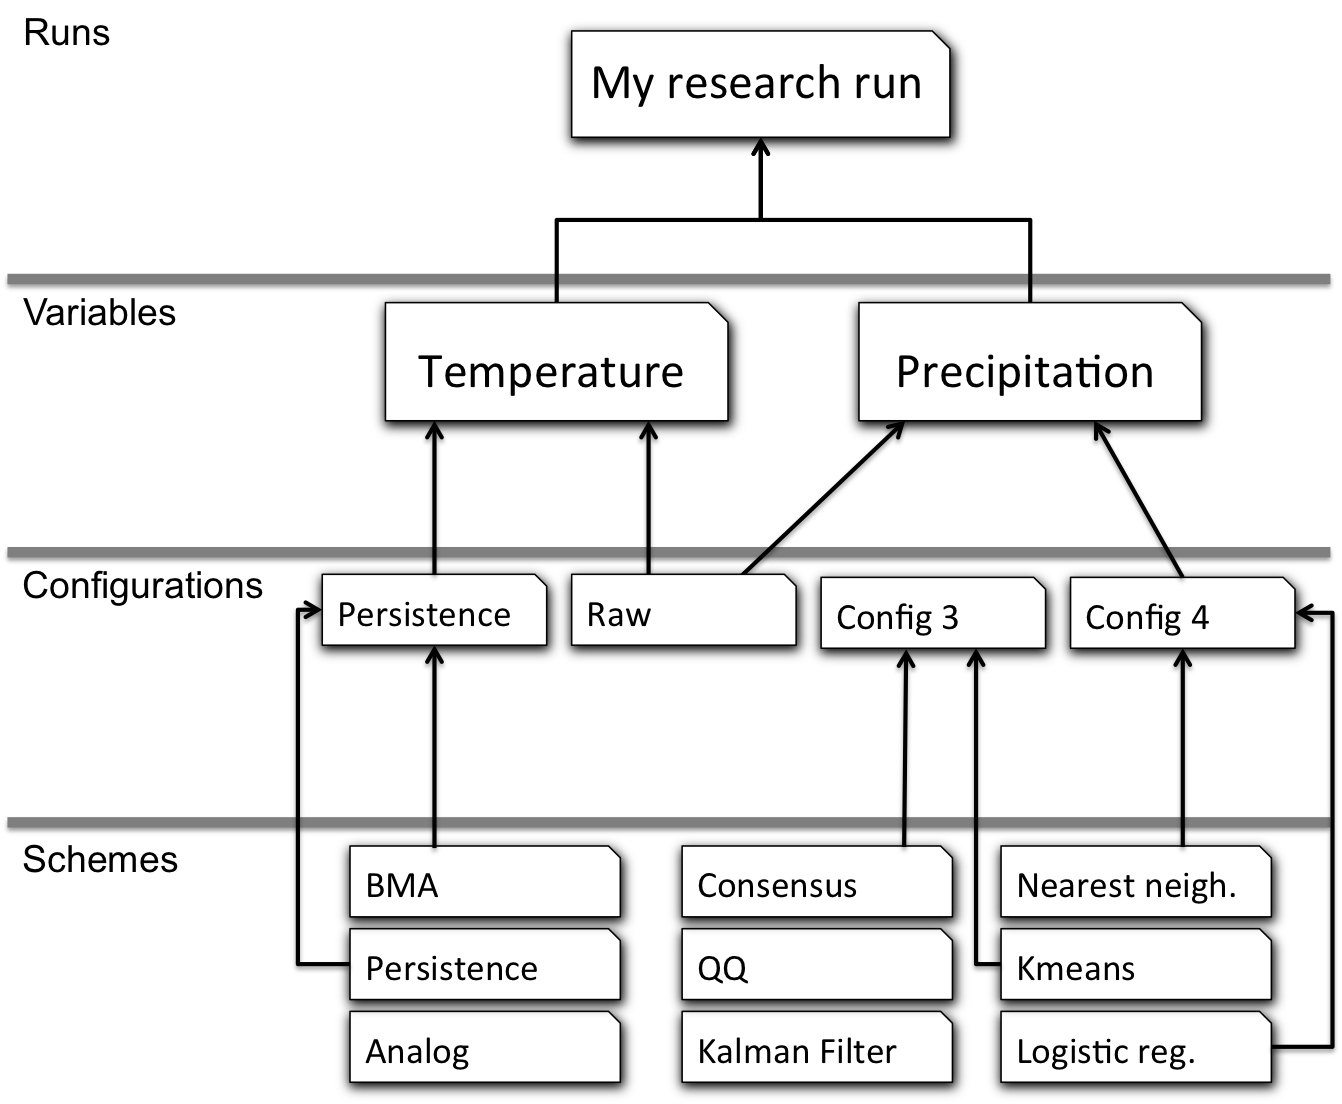 Runs
My research run
Variables
Temperature
Precipitation
Configurations
Persistence
Raw
Config 3
Config 4
Schemes
BMA
Consensus
Nearest neigh.
Persistence
QQ
Kmeans
Analog
Kalman Filter
Logistic reg.